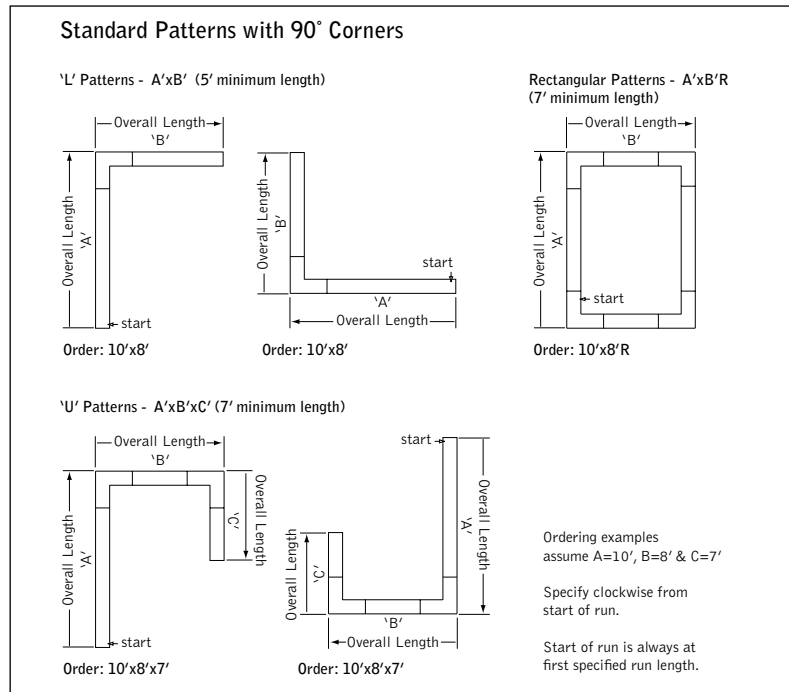 Standard Patterns with 90° Corners
‘L’ Patterns - A’xB’ (5’ minimum length)
Overall Length
‘B’
Overall Length
‘A’
start
Order: 10’x8’
Overall Length
‘B’
start
‘A’
Overall Length
Order: 10’x8’
Rectangular Patterns - A’xB’R
(7’ minimum length)
Overall Length
‘B’
Overall Length
‘A’
start
Order: 10’x8’R
‘U’ Patterns - A’xB’xC’ (7’ minimum length)
Overall Length
‘B’
Overall Length
‘A’
‘C’
Overall Length
start
Order: 10’x8’x7’
start
Overall Length
‘A’
Overall Length
‘C’
‘B’
Overall Length
Order: 10’x8’x7’
Ordering examples
assume A=10’, B=8’ & C=7’
Specify clockwise from
start of run.
Start of run is always at
first specified run length.